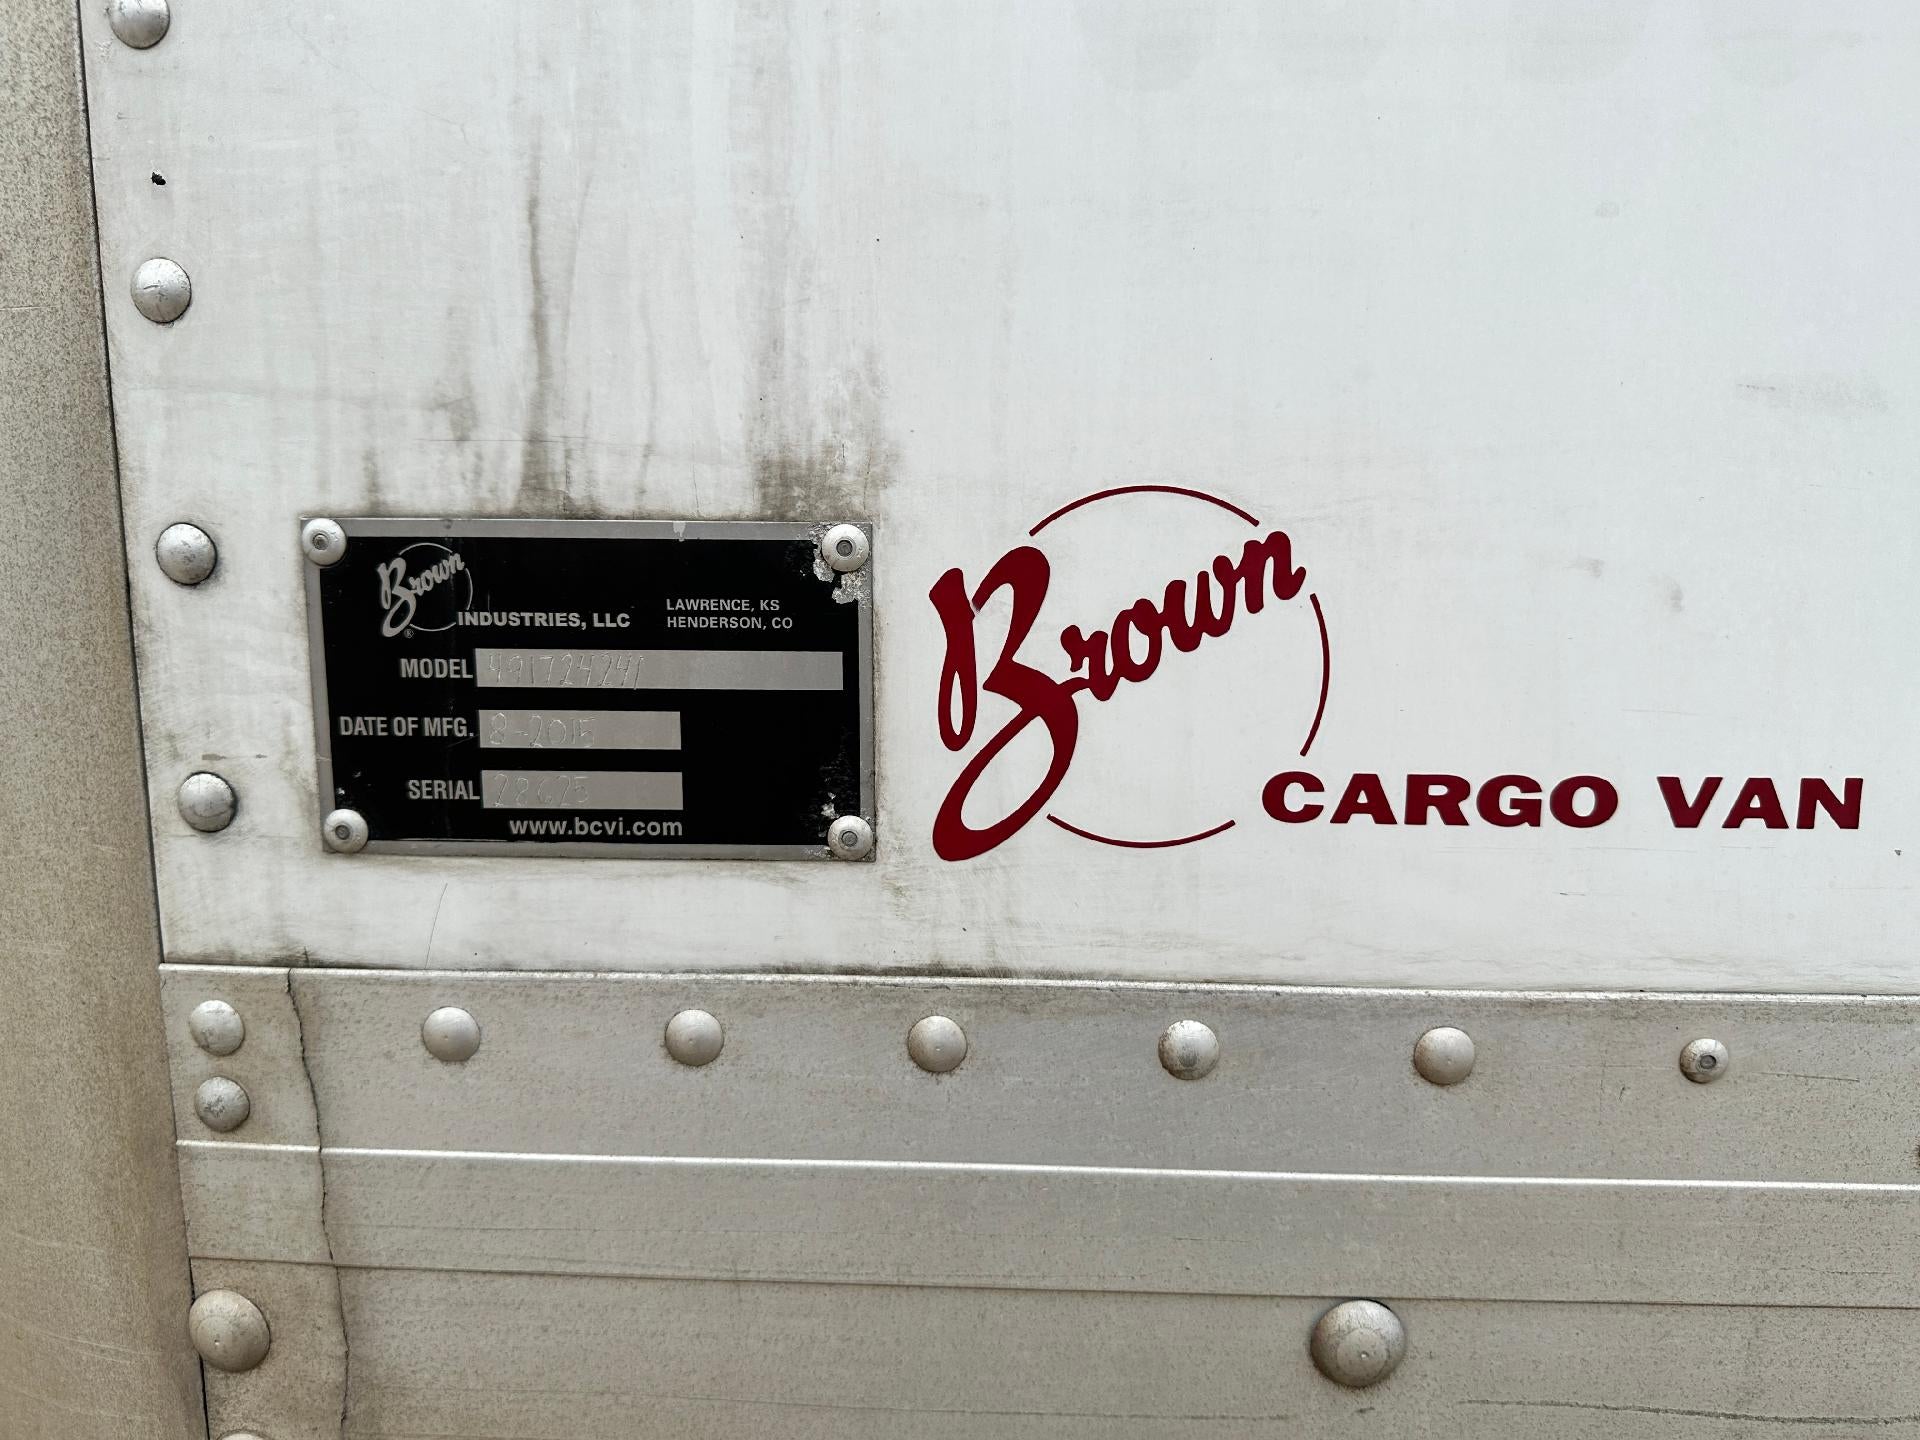 Brown
®
INDUSTRIES, LLC
LAWRENCE, KS
HENDERSON, CO
MODEL 491724241
DATE OF MFG. 8-2015
SERIAL 28625
www.bcvi.com
Brown
CARGO VAN